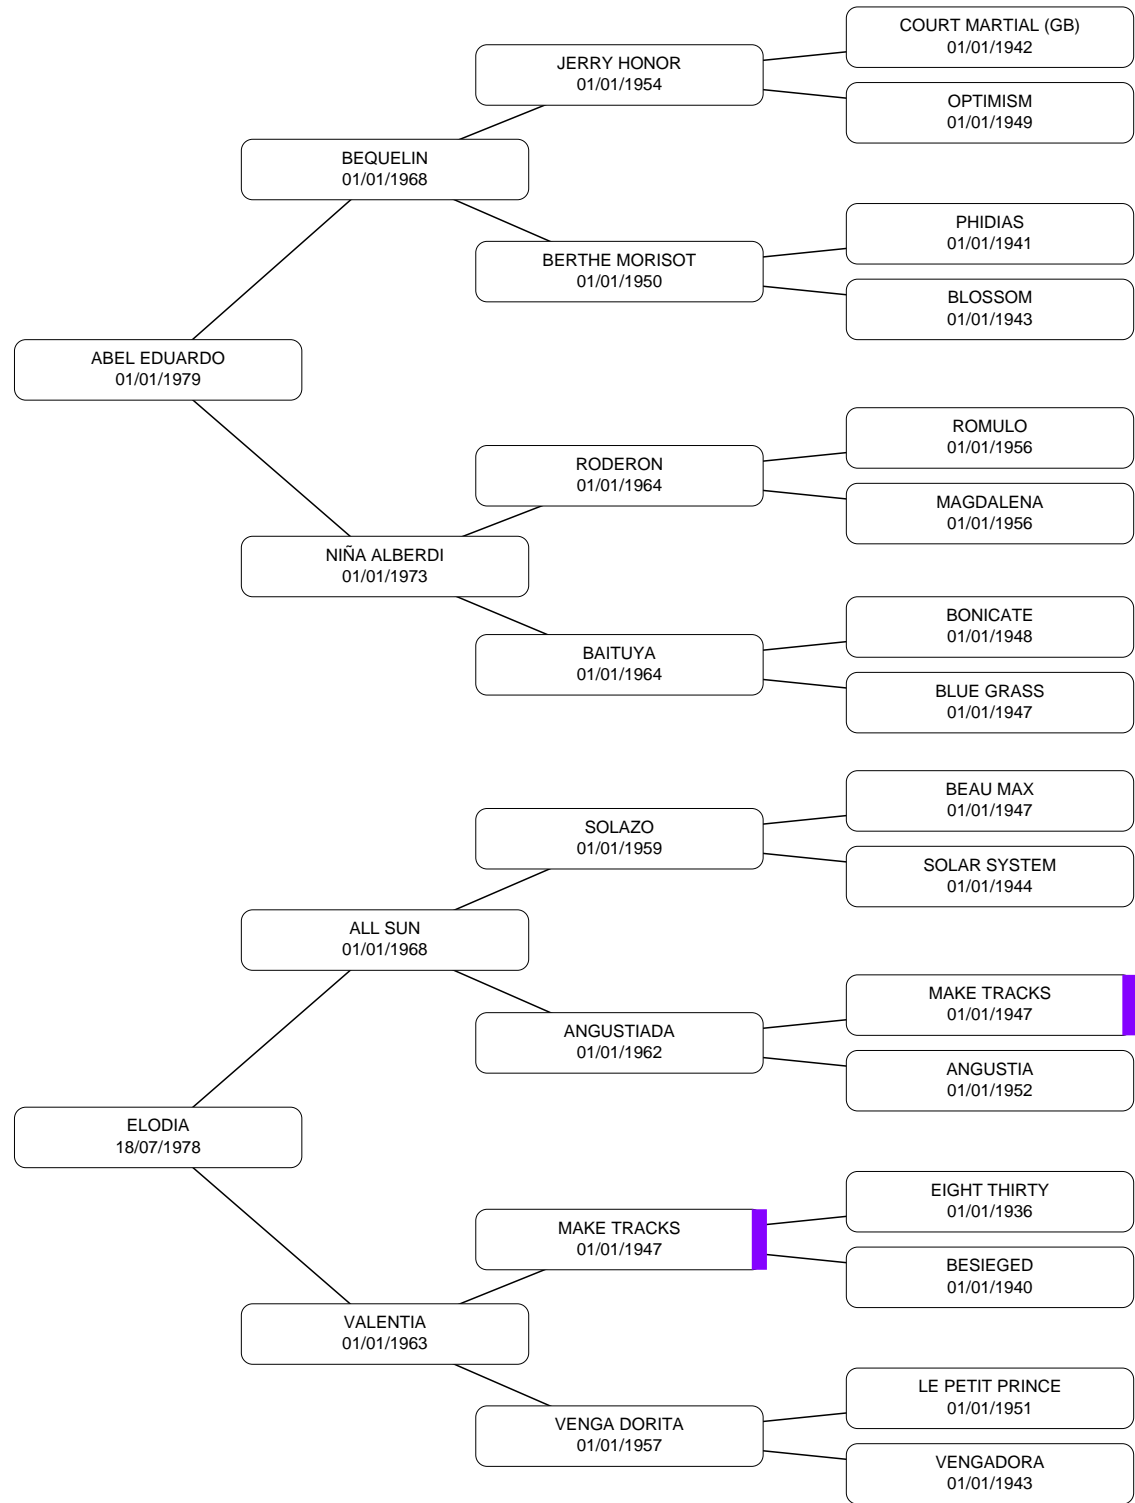 COURT MARTIAL (GB)
01/01/1942
JERRY HONOR
01/01/1954
OPTIMISM
01/01/1949
BEQUELIN
01/01/1968
PHIDIAS
01/01/1941
BERTHE MORISOT
01/01/1950
BLOSSOM
01/01/1943
ABEL EDUARDO
01/01/1979
ROMULO
01/01/1956
RODERON
01/01/1964
MAGDALENA
01/01/1956
NIÑA ALBERDI
01/01/1973
BONICATE
01/01/1948
BAITUYA
01/01/1964
BLUE GRASS
01/01/1947
BEAU MAX
01/01/1947
SOLAZO
01/01/1959
SOLAR SYSTEM
01/01/1944
ALL SUN
01/01/1968
MAKE TRACKS
01/01/1947
ANGUSTIADA
01/01/1962
ANGUSTIA
01/01/1952
ELODIA
18/07/1978
EIGHT THIRTY
01/01/1936
MAKE TRACKS
01/01/1947
BESIEGED
01/01/1940
VALENTIA
01/01/1963
LE PETIT PRINCE
01/01/1951
VENGA DORITA
01/01/1957
VENGADORA
01/01/1943